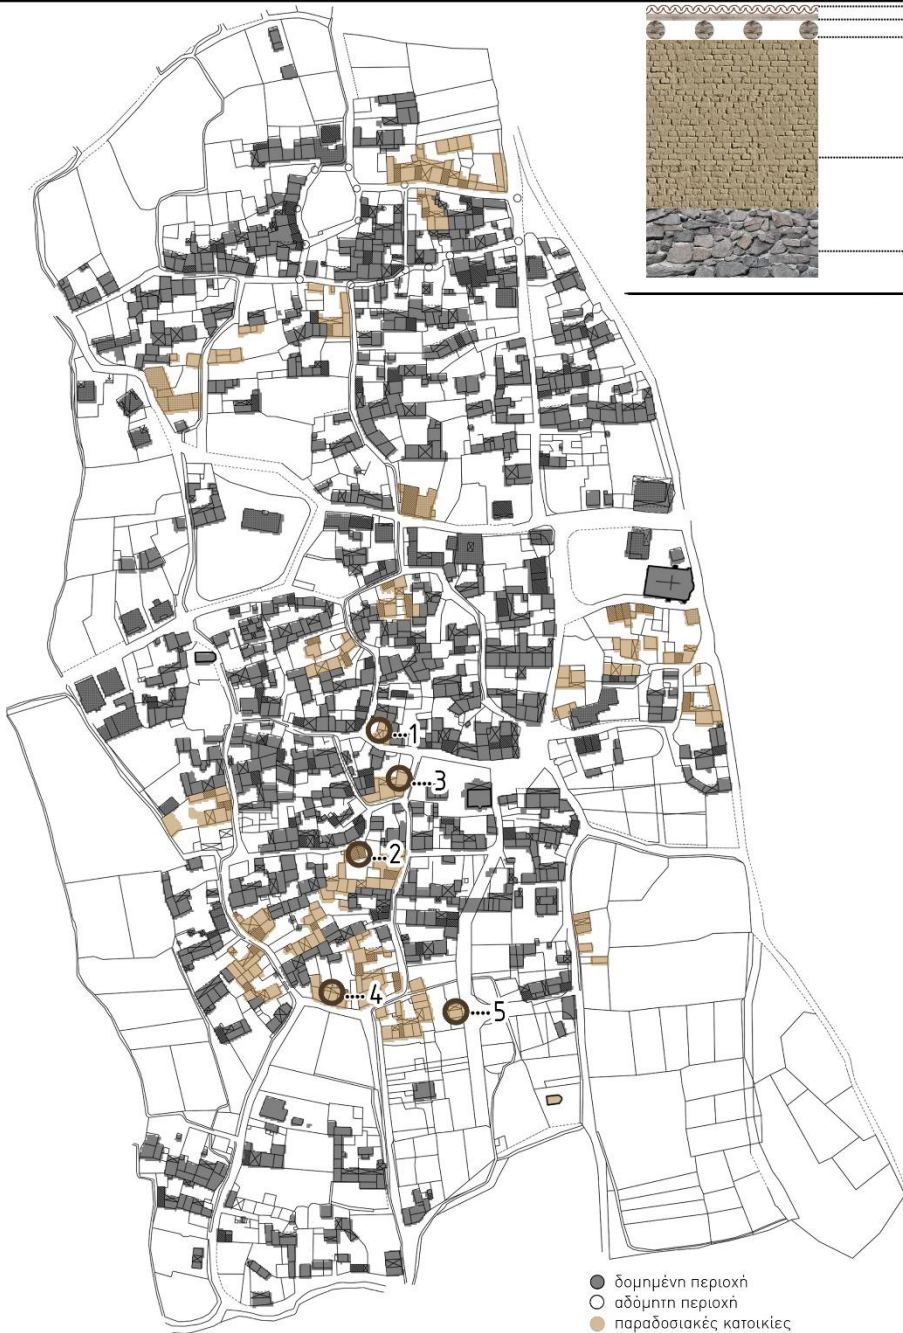 ...1
....3
...2
....4
....5
δομημένη περιοχή
αδόμητη περιοχή
παραδοσιακές κατοικίες